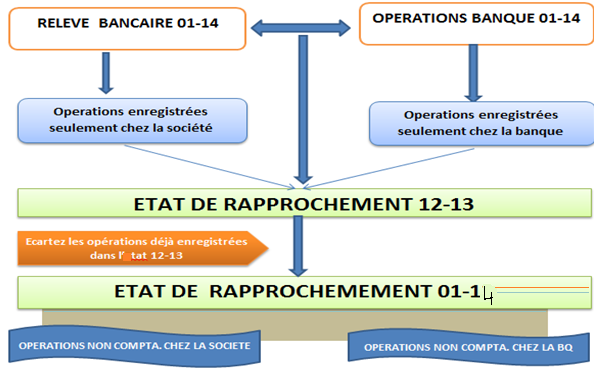 RELEVE BANCAIRE 01-14
OPERATIONS BANQUE 01-14
Operations enregistrées
seulement chez la société
Operations enregistrées
seulement chez la banque
ETAT DE RAPPROCHEMENT 12-13
Ecartez les opérations déjà enregistrées
dans l' tat 12-13
ETAT DE RAPPROCHEMEMENT 01-1
OPERATIONS NON COMPTA. CHEZ LA SOCIETE
OPERATIONS NON COMPTA. CHEZ LA BQ